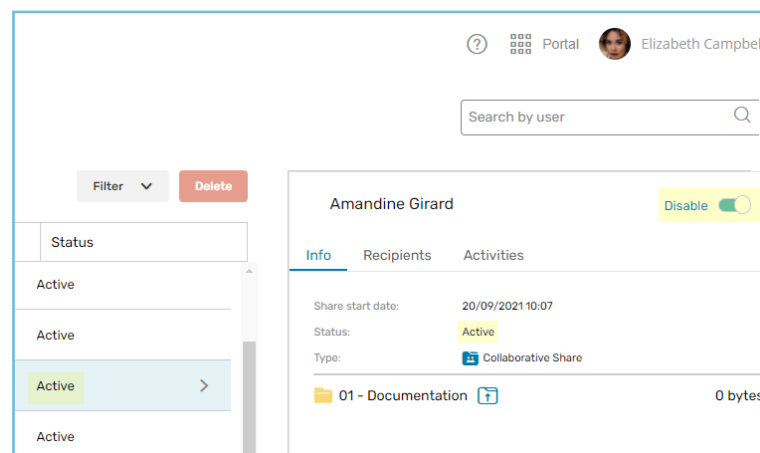 Portal
Elizabeth Campbel
Search by user
Filter
Delete
Status
Active
Active
Active
Active
Amandine Girard
Disable
Info Recipients Activities
Share start date: 20/09/2021 10:07
Status: Active
Type: Collaborative Share
01 - Documentation 0 bytes